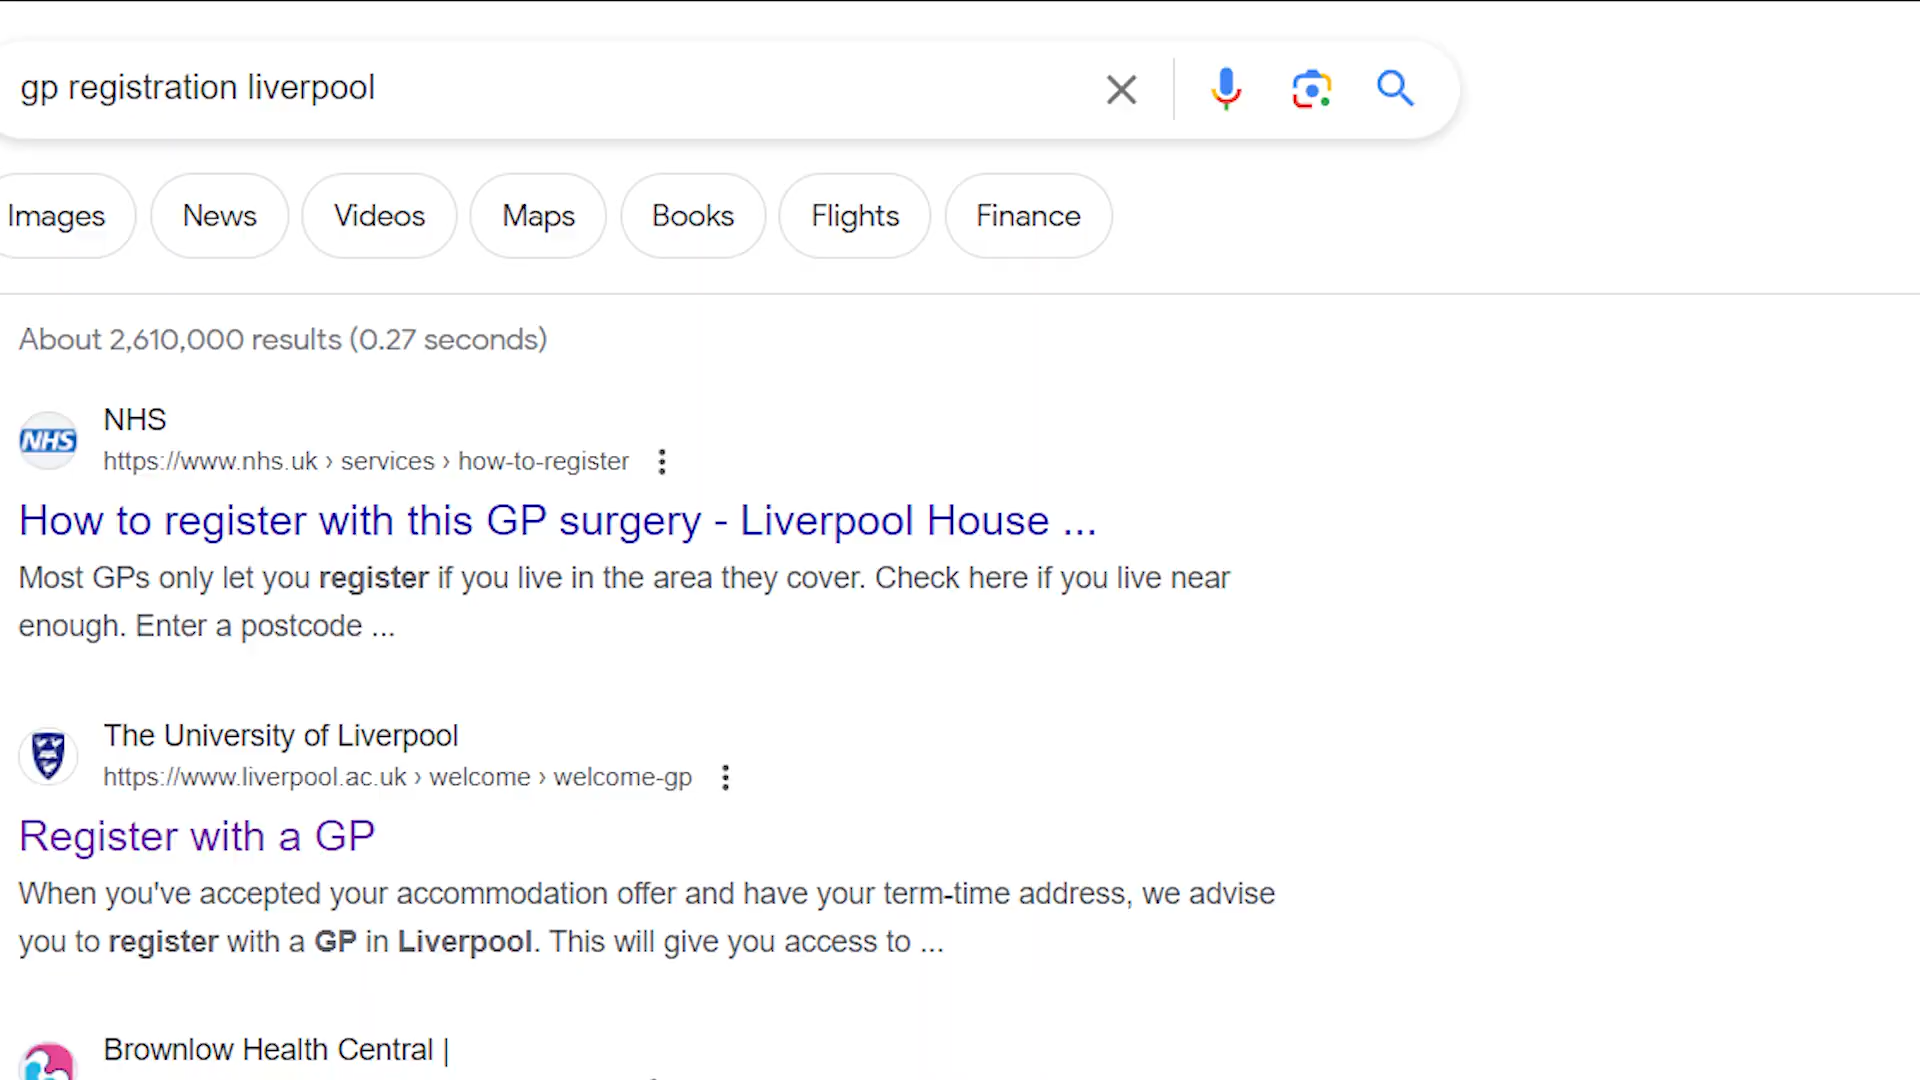 gp registration liverpool
Images News Videos Maps Books Flights Finance
About 2,610,000 results (0.27 seconds)
NHS
NHS
https://www.nhs.uk › services › how-to-register
How to register with this GP surgery - Liverpool House ...
Most GPs only let you register if you live in the area they cover. Check here if you live near
enough. Enter a postcode ...
The University of Liverpool
https://www.liverpool.ac.uk › welcome › welcome-gp
Register with a GP
When you've accepted your accommodation offer and have your term-time address, we advise
you to register with a GP in Liverpool. This will give you access to ...
Brownlow Health Central |